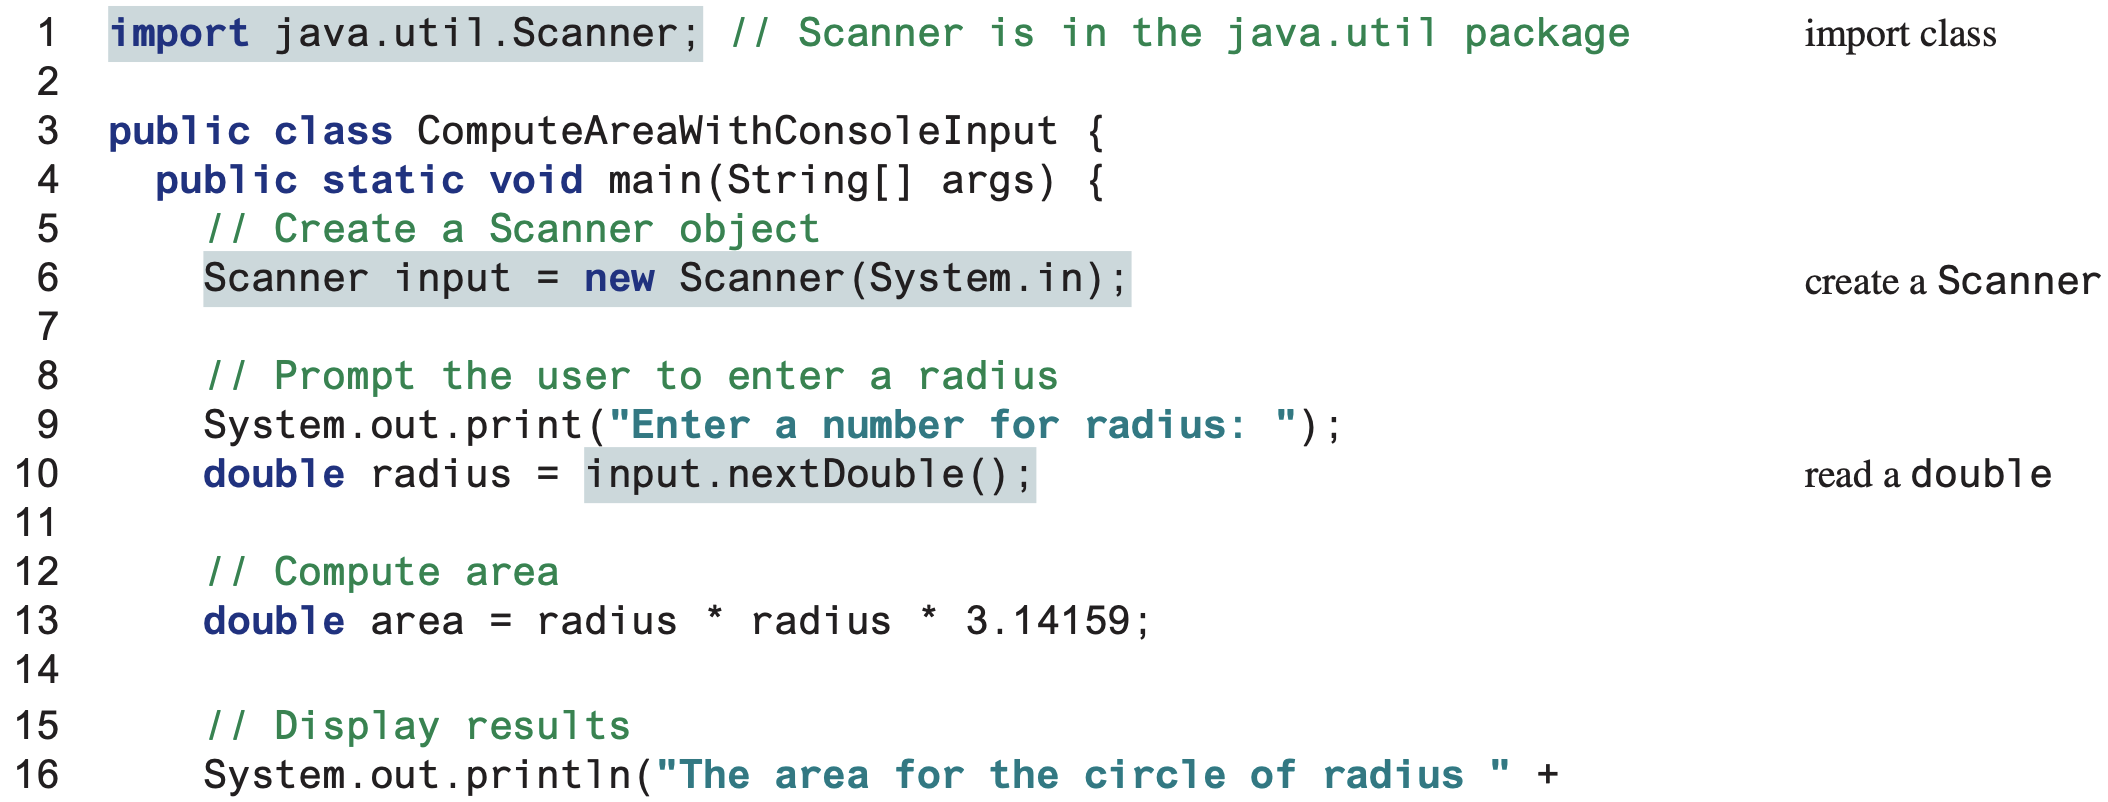 1 import java.util.Scanner; // Scanner is in the java.util package import class
2
3 public class ComputeAreaWithConsoleInput {
4 public static void main(String[] args) {
5 // Create a Scanner object
6 Scanner input = new Scanner(System.in); create a Scanner
7
8 // Prompt the user to enter a radius
9 System.out.print("Enter a number for radius: ");
10 double radius = input.nextDouble(); read a double
11
12 // Compute area
13 double area = radius * radius * 3.14159;
14
15 // Display results
16 System.out.println("The area for the circle of radius " +